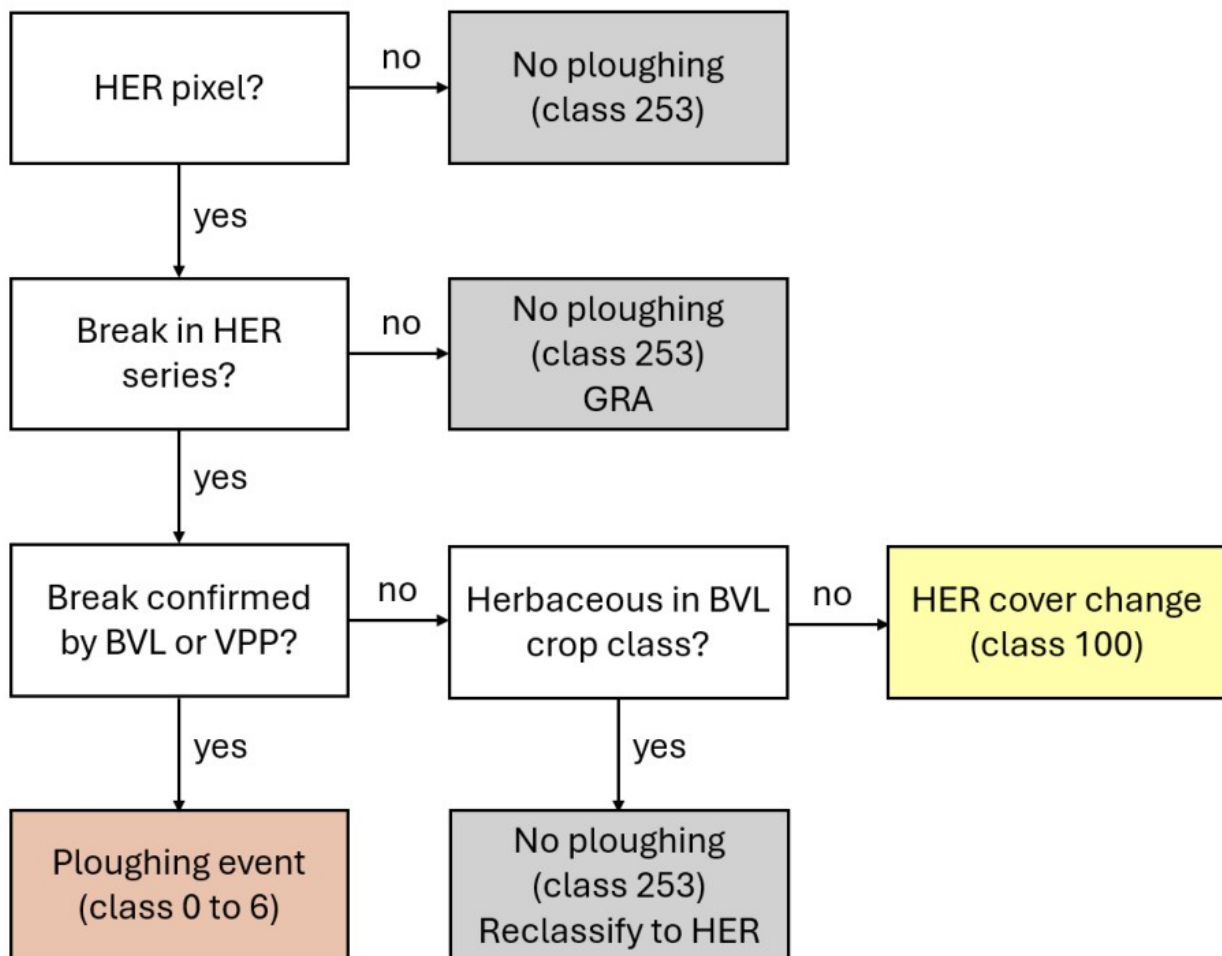 HER pixel?
no
No ploughing
(class 253)
yes
Break in HER
series?
no
No ploughing
(class 253)
GRA
yes
Break confirmed
by BVL or VPP?
no
Herbaceous in BVL
crop class?
no
HER cover change
(class 100)
yes
yes
Ploughing event
(class 0 to 6)
No ploughing
(class 253)
Reclassify to HER